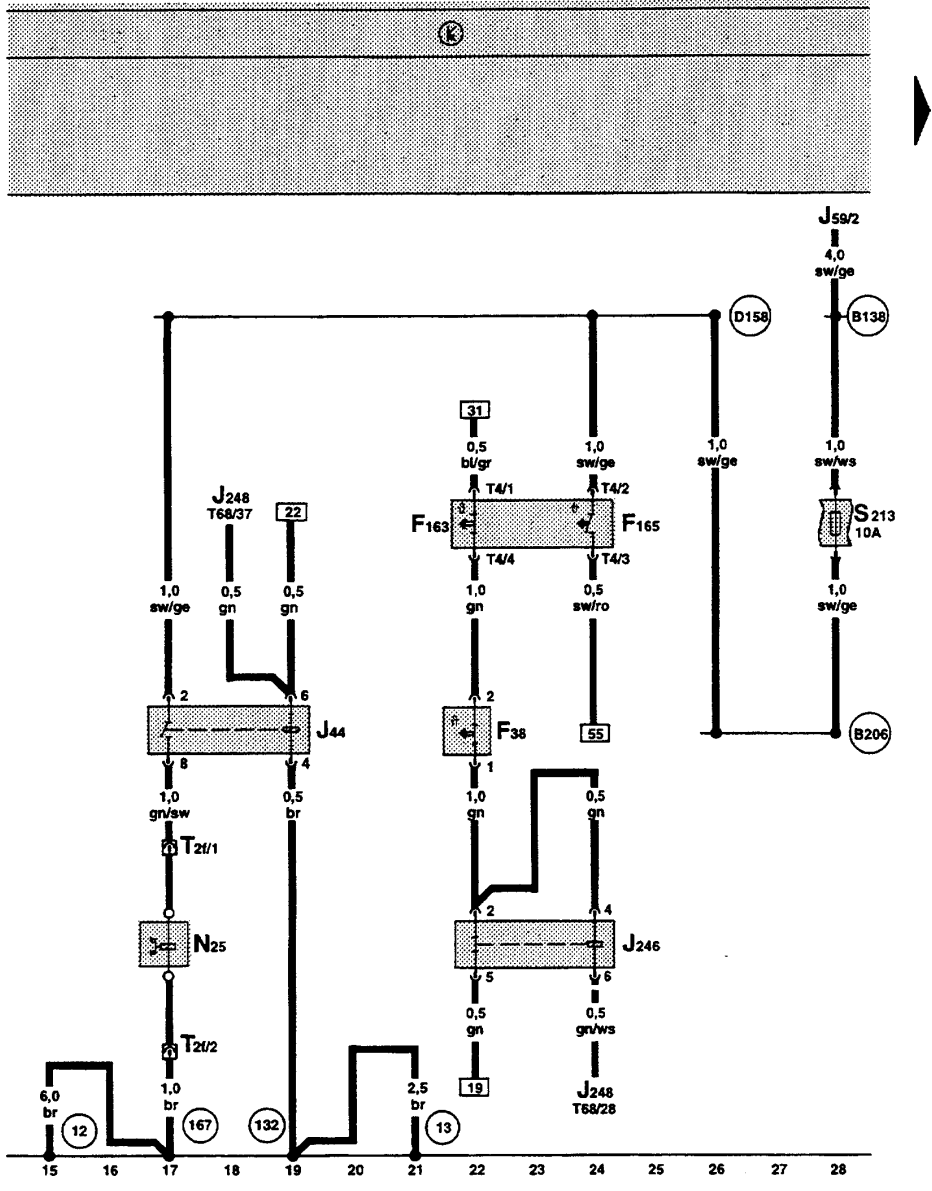 K
J59/2
4,0
sw/ge
D158
B138
31
0,5
bl/gr
1,0
sw/ge
1,0
sw/ge
1,0
sw/ws
J248
T68/37
22
T4/1
T4/2
F163
F165
S213
10A
T4/4
T4/3
1,0
sw/ge
0,5
gn
0,5
gn
1,0
gn
0,5
sw/ro
1,0
sw/ge
2
6
2
J44
F38
55
B206
8
4
1
1,0
gn/sw
0,5
br
1,0
gn
0,5
gn
T2f/1
2
4
N25
J246
5
6
0,5
gn
0,5
gn/ws
T2f/2
19
J248
T68/28
6,0
br
12
1,0
br
167
132
2,5
br
13
15 16 17 18 19 20 21 22 23 24 25 26 27 28